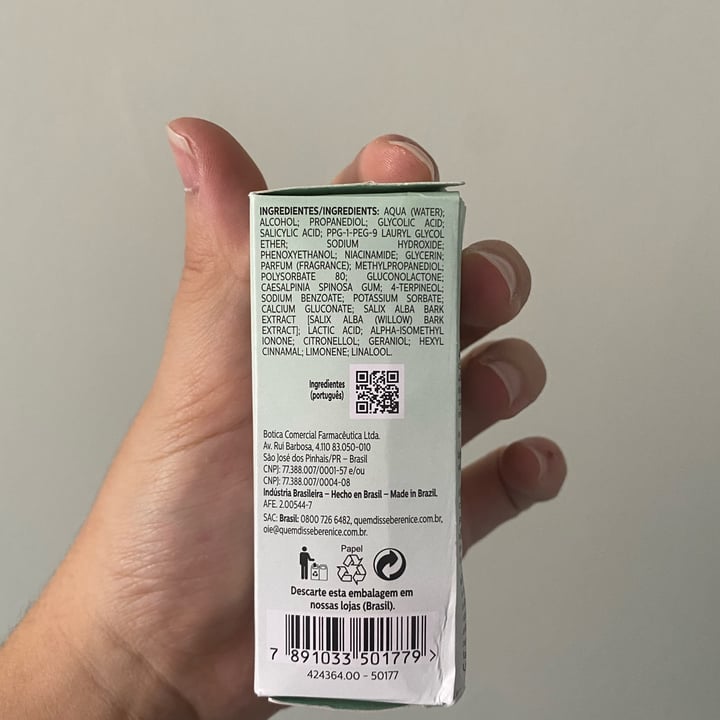 INGREDIENTES/INGREDIENTS: AQUA (WATER);
ALCOHOL; PROPANEDIOL; GLYCOLIC ACID;
SALICYLIC ACID; PPG-1-PEG-9 LAURYL GLYCOL
ETHER; SODIUM HYDROXIDE;
PHENOXYETHANOL; NIACINAMIDE; GLYCERIN;
PARFUM (FRAGRANCE); METHYLPROPANEDIOL;
POLYSORBATE 80; GLUCONOLACTONE;
CAESALPINIA SPINOSA GUM; 4-TERPINEOL;
SODIUM BENZOATE; POTASSIUM SORBATE;
CALCIUM GLUCONATE; SALIX ALBA BARK
EXTRACT [SALIX ALBA (WILLOW) BARK
EXTRACT]; LACTIC ACID; ALPHA-ISOMETHYL
IONONE; CITRONELLOL; GERANIOL; HEXYL
CINNAMAL; LIMONENE; LINALOOL.
Ingredientes
(português)
Botica Comercial Farmacêutica Ltda.
Av. Rui Barbosa, 4.110 83.050-010
São José dos Pinhais/PR – Brasil
CNPJ: 77.388.007/0001-57 e/ou
CNPJ: 77.388.007/0004-08
Indústria Brasileira – Hecho en Brasil – Made in Brazil.
AFE. 2.00544-7
SAC: Brasil: 0800 726 6482, quemdisseberenice.com.br,
oie@quemdisseberenice.com.br.
Papel
Descarte esta embalagem em
nossas lojas (Brasil).
7 891033 501779 >
424364.00 - 50177